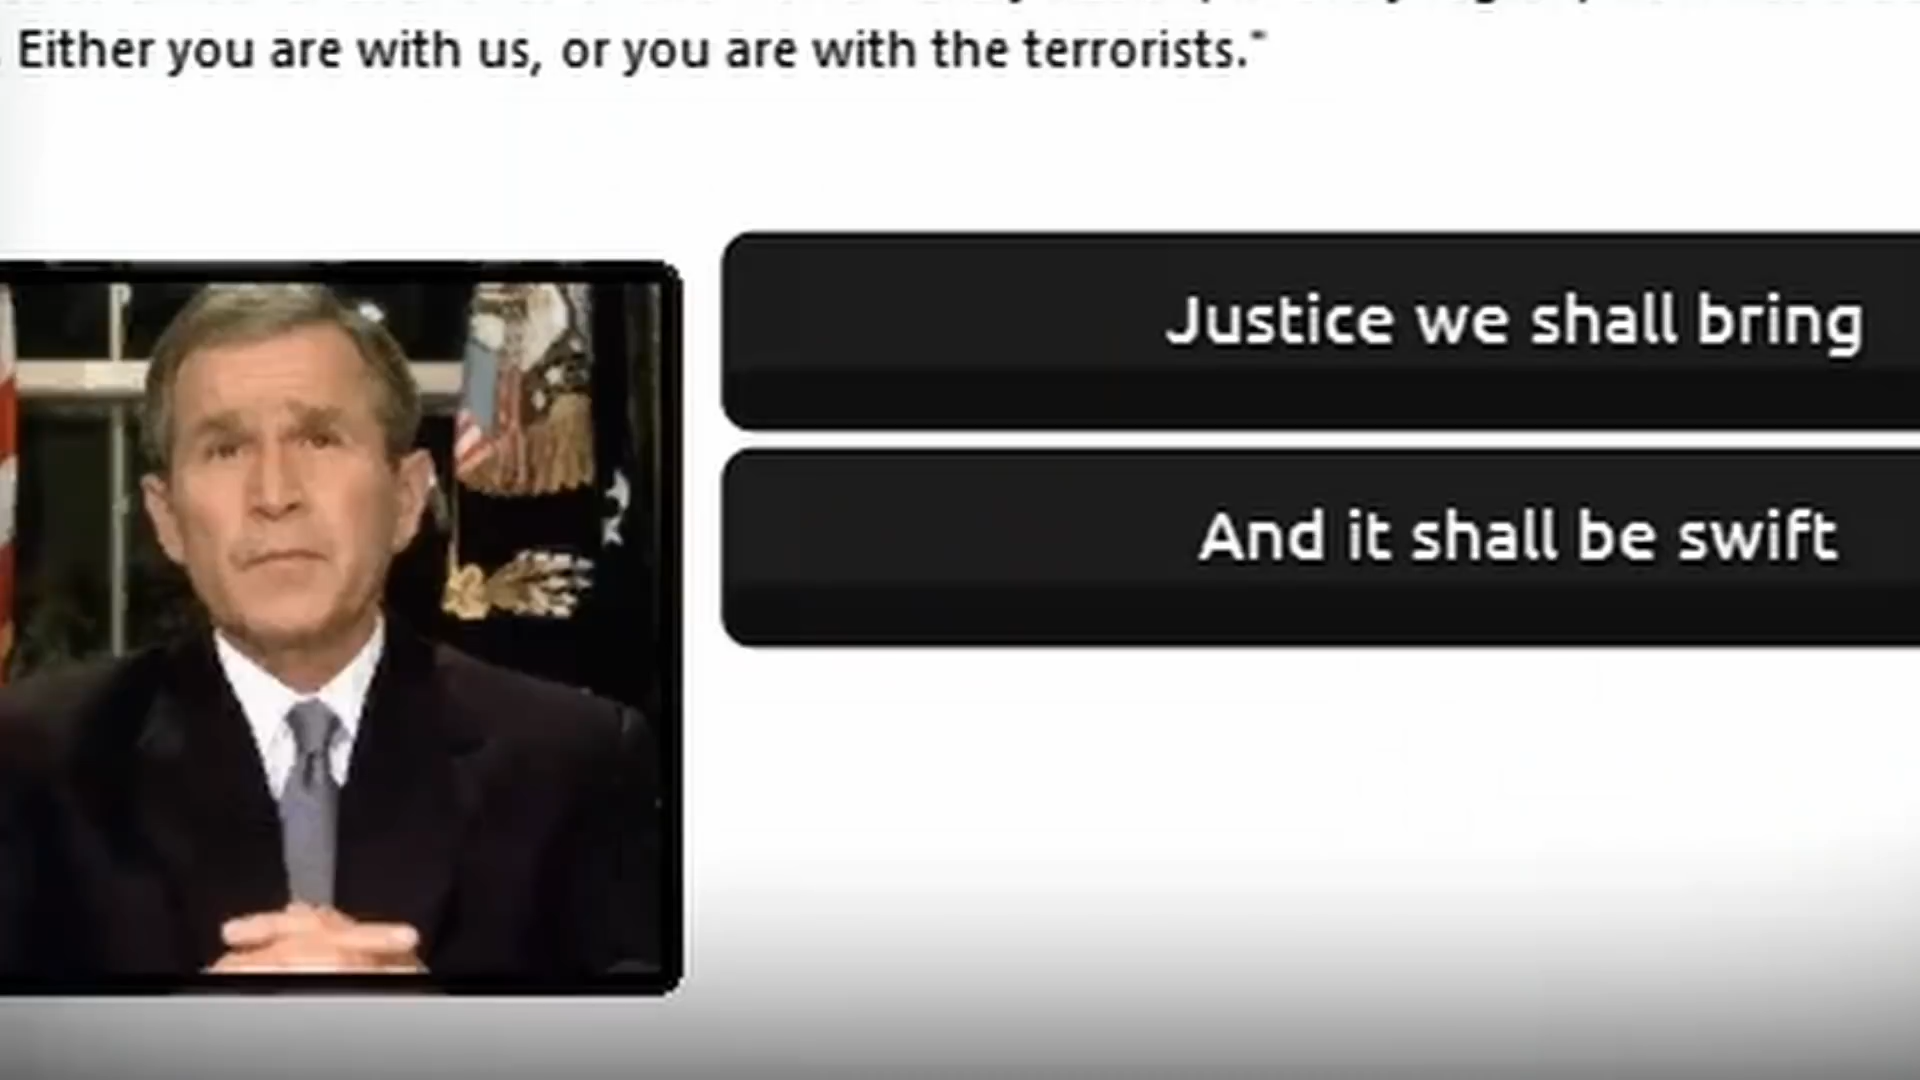 Either you are with us, or you are with the terrorists."
Justice we shall bring
And it shall be swift